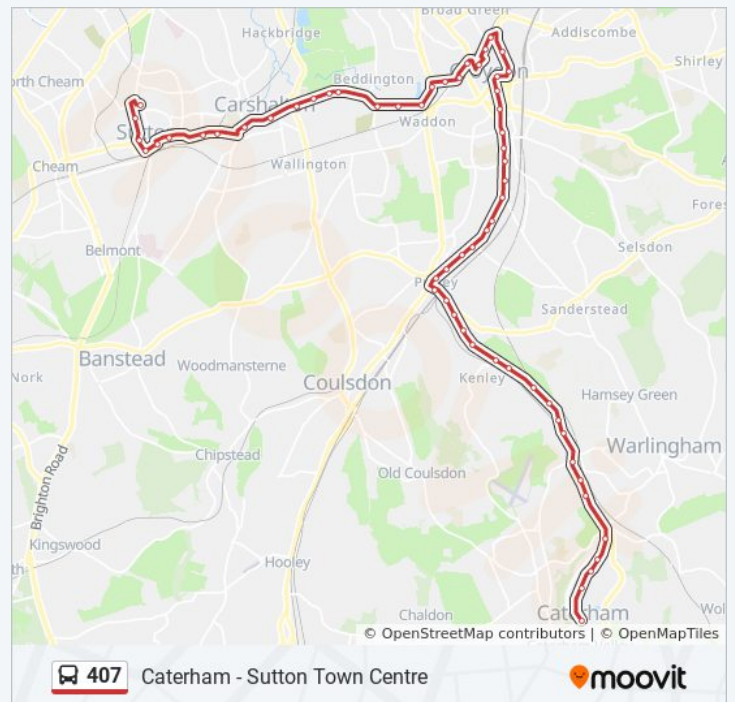 Broad Green
Hackbridge
Addiscombe
North Cheam
Beddington
Shirley
Carshalton
Waddon
Cheam
Wallington
Belmont
Selsdon
Sanderstead
Banstead
Woodmansterne
Nork
Kenley
Coulsdon
Hamsey Green
Warlingham
Chipstead
Old Coulsdon
Brighton Road
Kingswood
Hooley
Chaldon
Caterham
© OpenStreetMap contributors | © OpenMapTiles
407 Caterham - Sutton Town Centre
moovit